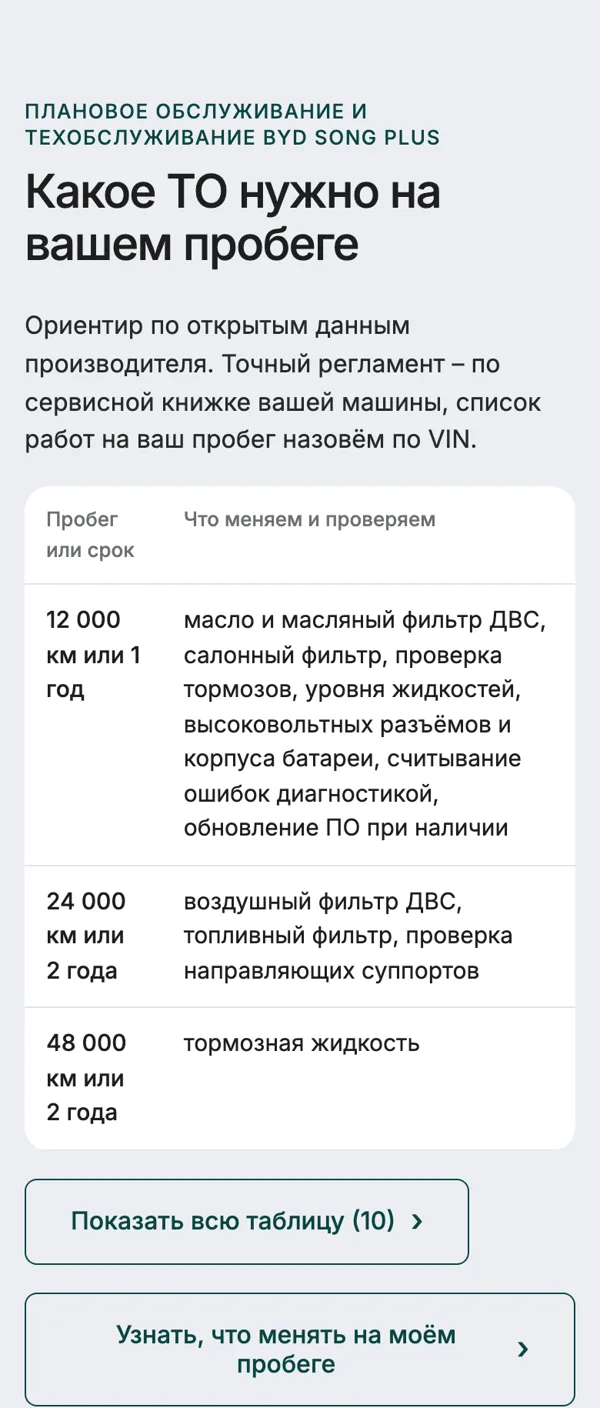 ПЛАНОВОЕ ОБСЛУЖИВАНИЕ И
ТЕХОБСЛУЖИВАНИЕ BYD SONG PLUS
Какое ТО нужно на
вашем пробеге
Ориентир по открытым данным
производителя. Точный регламент – по
сервисной книжке вашей машины, список
работ на ваш пробег назовём по VIN.
Пробег
или срок
Что меняем и проверяем
12 000
км или 1
год
масло и масляный фильтр ДВС,
салонный фильтр, проверка
тормозов, уровня жидкостей,
высоковольтных разъёмов и
корпуса батареи, считывание
ошибок диагностикой,
обновление ПО при наличии
24 000
км или
2 года
воздушный фильтр ДВС,
топливный фильтр, проверка
направляющих суппортов
48 000
км или
2 года
тормозная жидкость
Показать всю таблицу (10) ›
Узнать, что менять на моём
пробеге ›